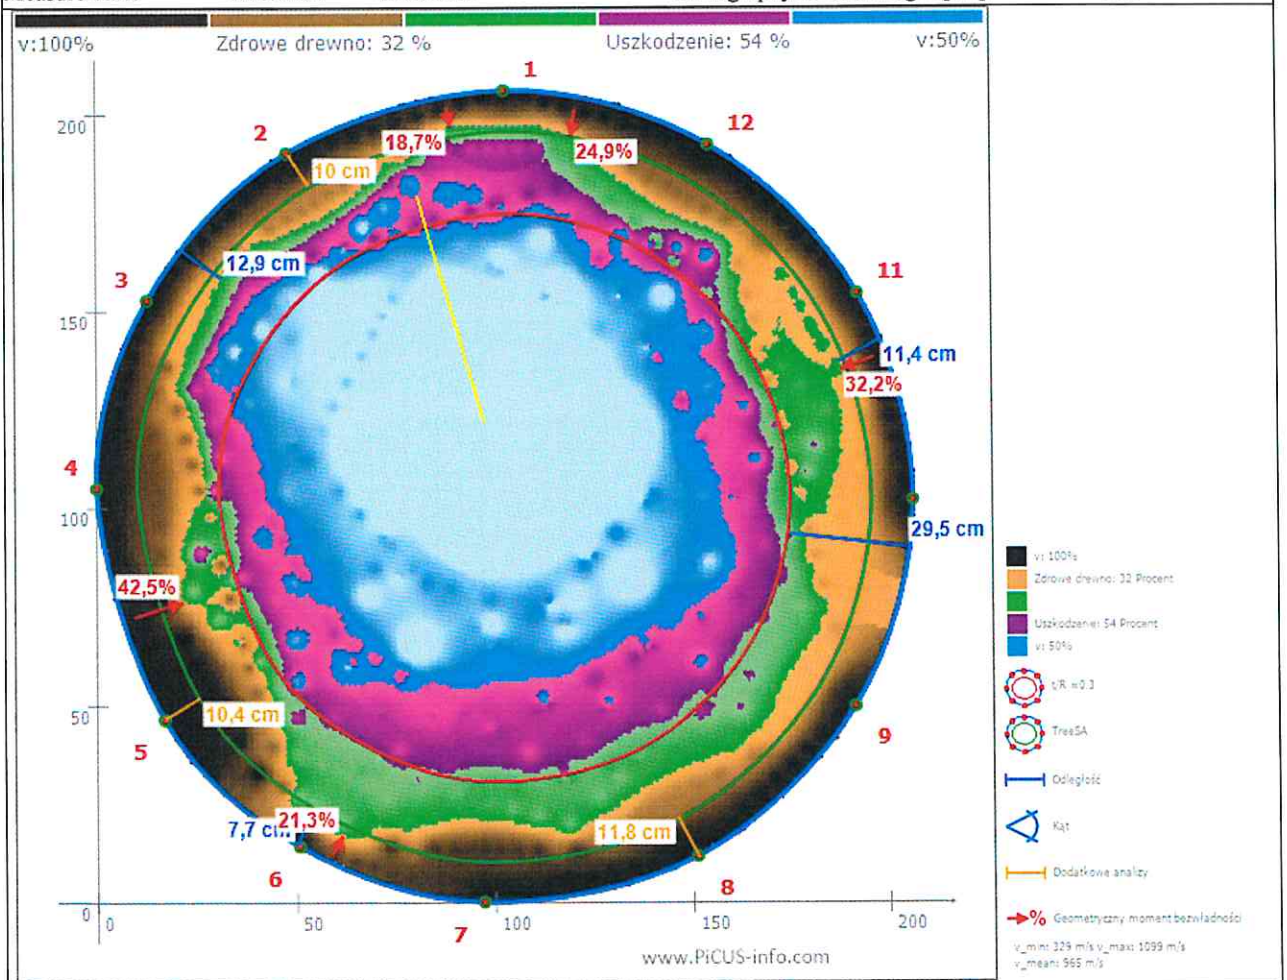 v:100% Zdrowe drewno: 32 % Uszkodzenie: 54 % v:50%
1
2
12
200
18,7%
24,9%
10 cm
12,9 cm
11
3
150
11,4 cm
32,2%
4
100
29,5 cm
42,5%
50
10,4 cm
5
9
7,7 c
21,3%
11,8 cm
6
8
7
0
0 50 100 150 200
www.PiCUS-info.com
v: 100%
Zdrowe drewno: 32 Procent
Uszkodzenie: 54 Procent
v: 50%
t/R =0.3
TreeSA
Odległość
Kąt
Dodatkowe analizy
% Geometryczny moment bezwładności
v_min: 329 m/s v_max: 1099 m/s
v_mean: 965 m/s